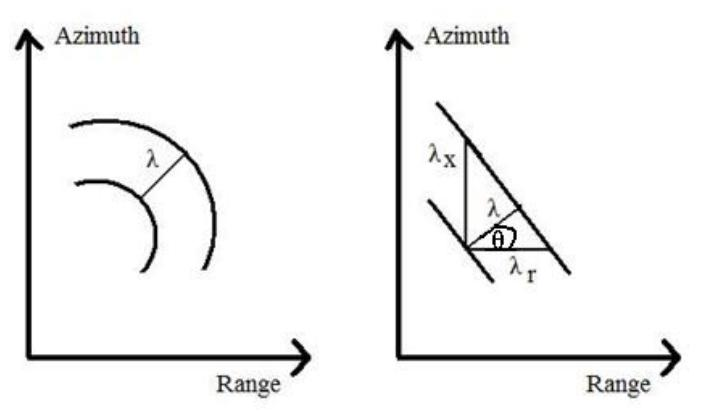 Azimuth
λ
Range
Azimuth
λx
λ
θ
λr
Range